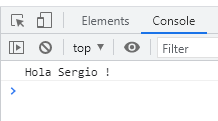 Elements Console
top Filter
Hola Sergio !